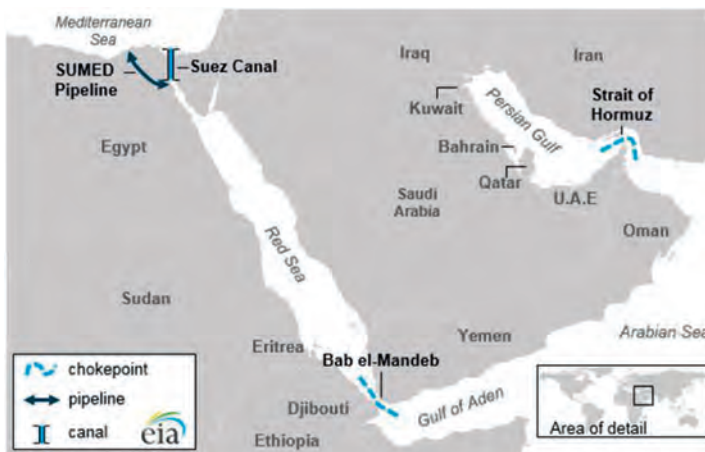 Mediterranean
Sea
SUMED
Pipeline
Suez Canal
Iraq
Iran
Kuwait
Persian Gulf
Strait of
Hormuz
Egypt
Bahrain
Qatar
Saudi
Arabia
U.A.E
Oman
Red Sea
Sudan
Eritrea
Yemen
Arabian Sea
Bab el-Mandeb
Djibouti
Gulf of Aden
Ethiopia
chokepoint
pipeline
canal
eia
Area of detail